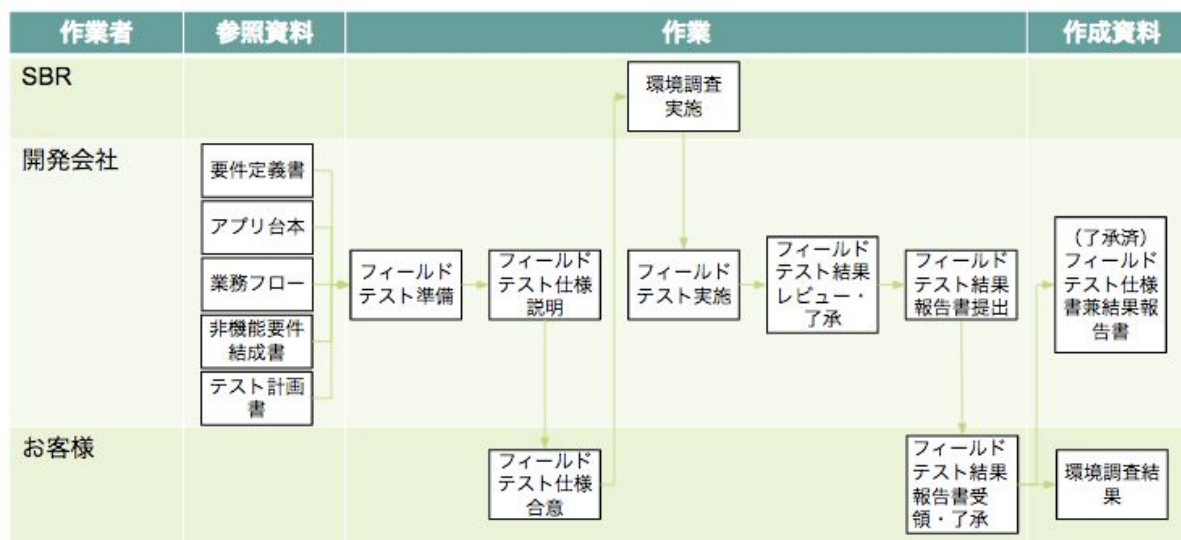 作業者
参照資料
作業
作成資料
SBR
環境調査
実施
開発会社
要件定義書
アプリ台本
業務フロー
非機能要件
結成書
テスト計画
書
フィールド
テスト準備
フィールド
テスト仕様
説明
フィールド
テスト実施
フィールド
テスト結果
レビュー・
了承
フィールド
テスト結果
報告書提出
（了承済）
フィールド
テスト仕様
書兼結果報
告書
お客様
フィールド
テスト仕様
合意
フィールド
テスト結果
報告書受
領・了承
環境調査結
果